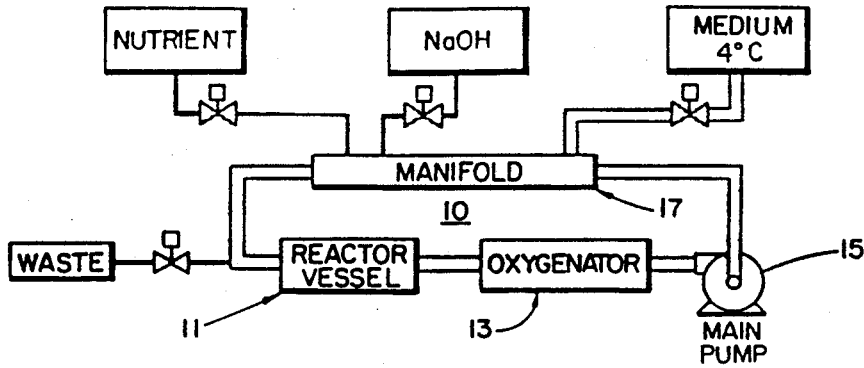 NUTRIENT
NaOH
MEDIUM
4°C
MANIFOLD
10
17
WASTE
REACTOR
VESSEL
OXYGENATOR
15
11
13
MAIN
PUMP